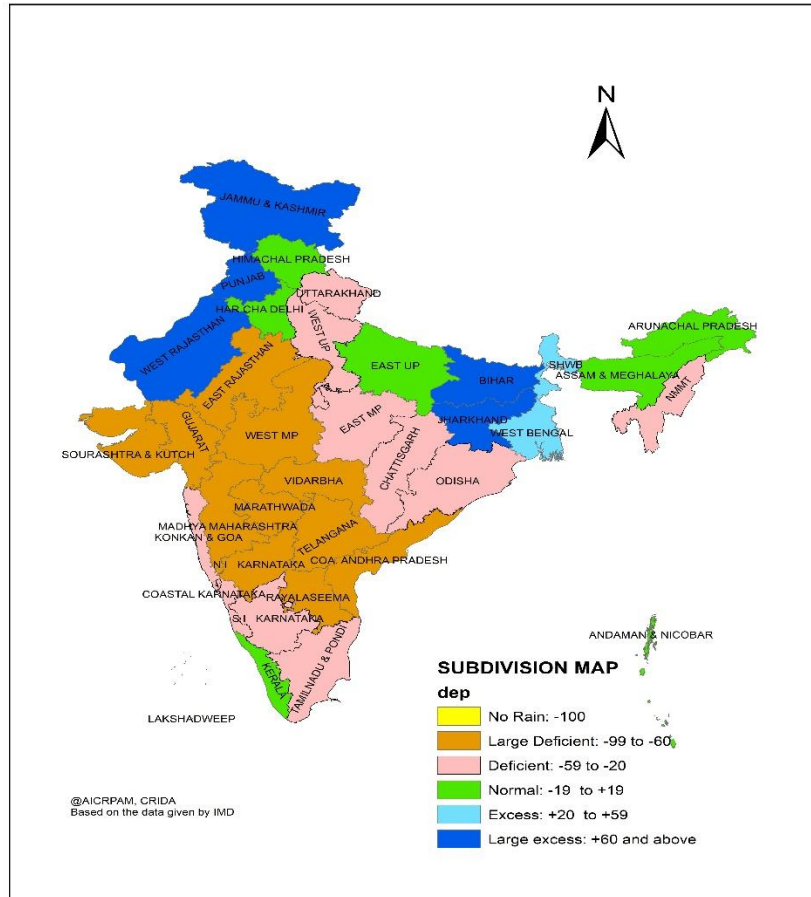 N
JAMMU & KASHMIR
HIMACHAL PRADESH
PUNJAB
UTTARAKHAND
HAR CHA DELHI
WEST UP
WEST RAJASTHAN
ARUNACHAL PRADESH
EAST RAJASTHAN
EAST UP
SHWB
ASSAM & MEGHALAYA
BIHAR
NMMT
JHARKHAND
EAST MP
GUJARAT
WEST MP
WEST BENGAL
CHATTISGARH
SOURASHTRA & KUTCH
VIDARBHA
ODISHA
MARATHWADA
MADHYA MAHARASHTRA
TELANGANA
KONKAN & GOA
COA. ANDHRA PRADESH
N I KARNATAKA
COASTAL KARNATAKA
RAYALASEEMA
S I KARNATAKA
ANDAMAN & NICOBAR
TAMILNADU & PONDI
KERALA
LAKSHADWEEP
SUBDIVISION MAP
dep
No Rain: -100
Large Deficient: -99 to -60
Deficient: -59 to -20
Normal: -19 to +19
Excess: +20 to +59
Large excess: +60 and above
@AICRPAM, CRIDA
Based on the data given by IMD